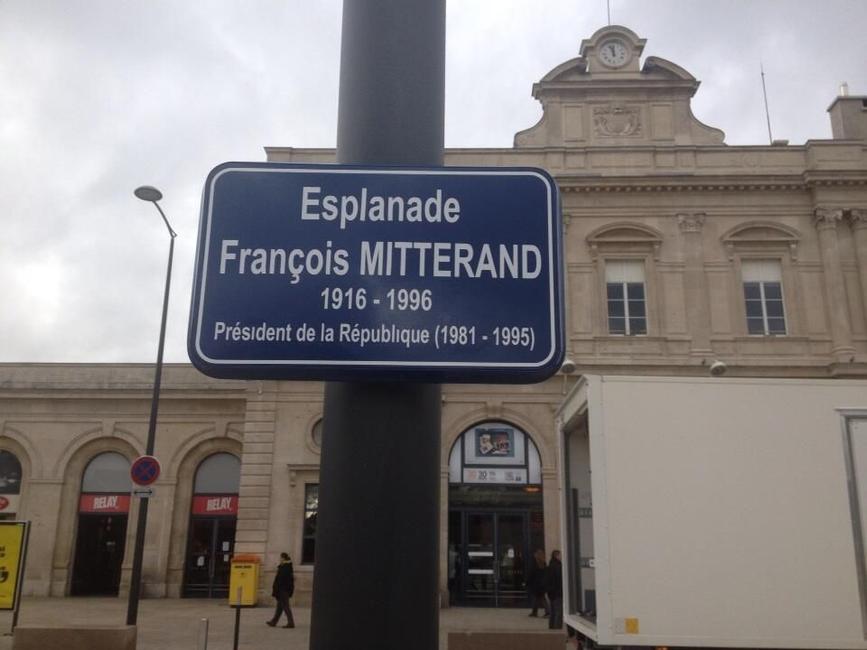 Esplanade
François MITTERAND
1916 - 1996
Président de la République (1981 - 1995)
RELAY
RELAY